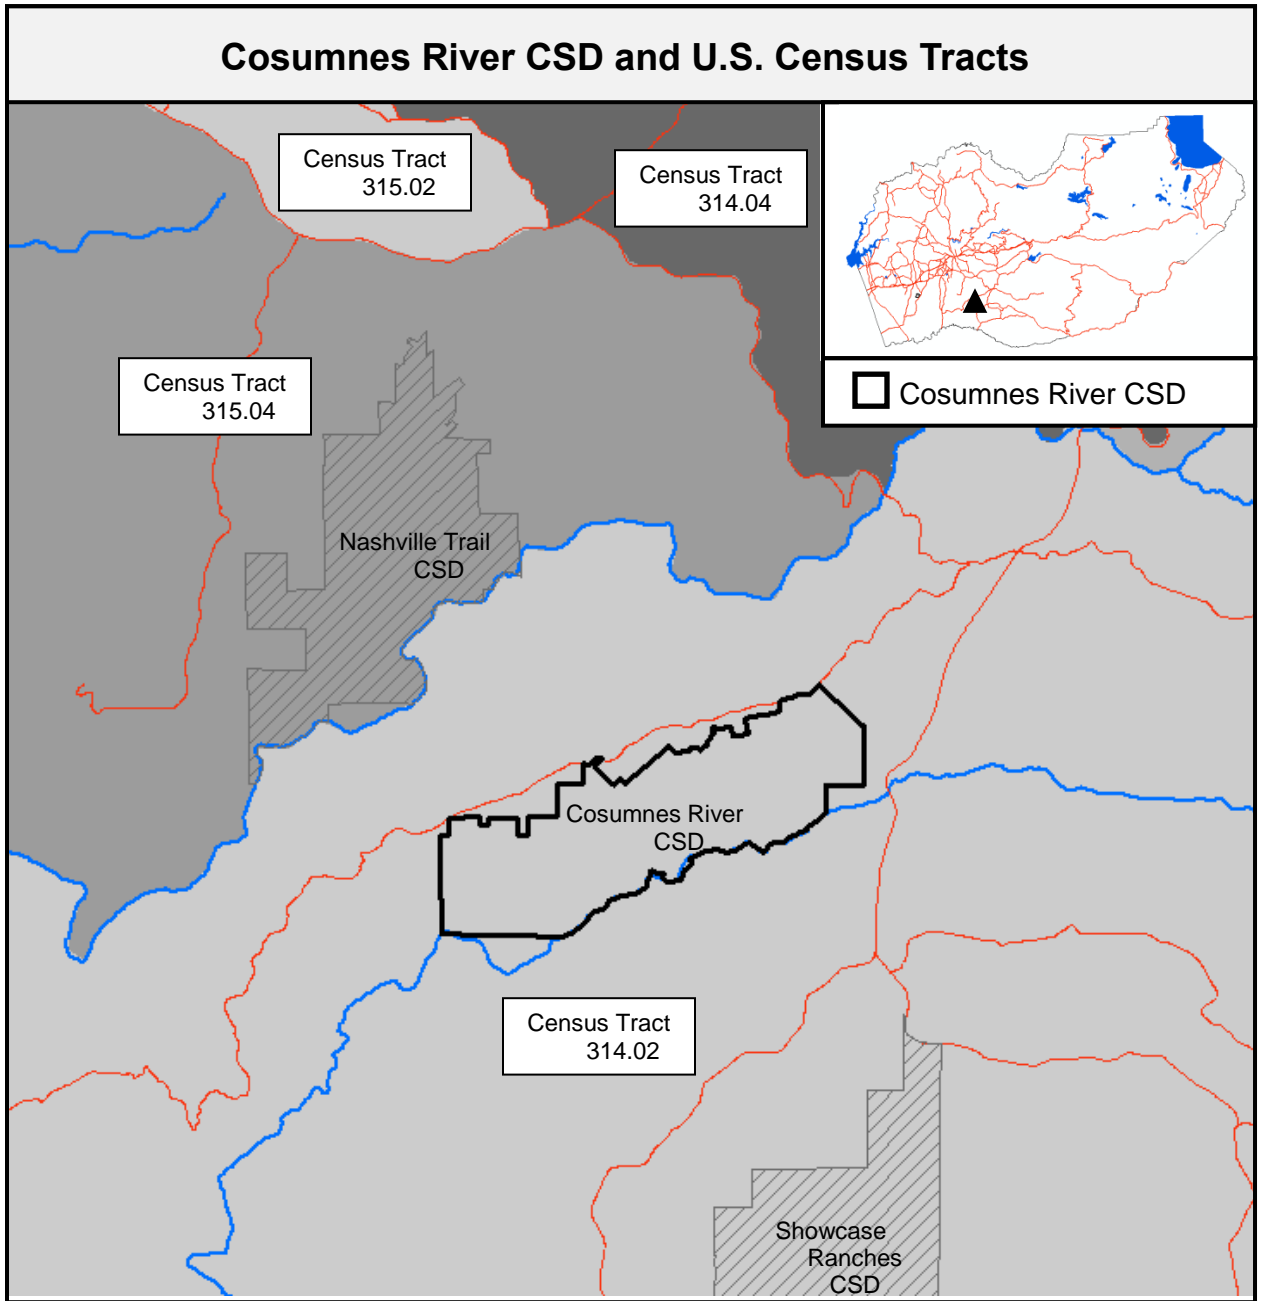 Cosumnes River CSD and U.S. Census Tracts
Census Tract
315.02
Census Tract
314.04
Cosumnes River CSD
Census Tract
315.04
Nashville Trail
CSD
Cosumnes River
CSD
Census Tract
314.02
Showcase
Ranches
CSD